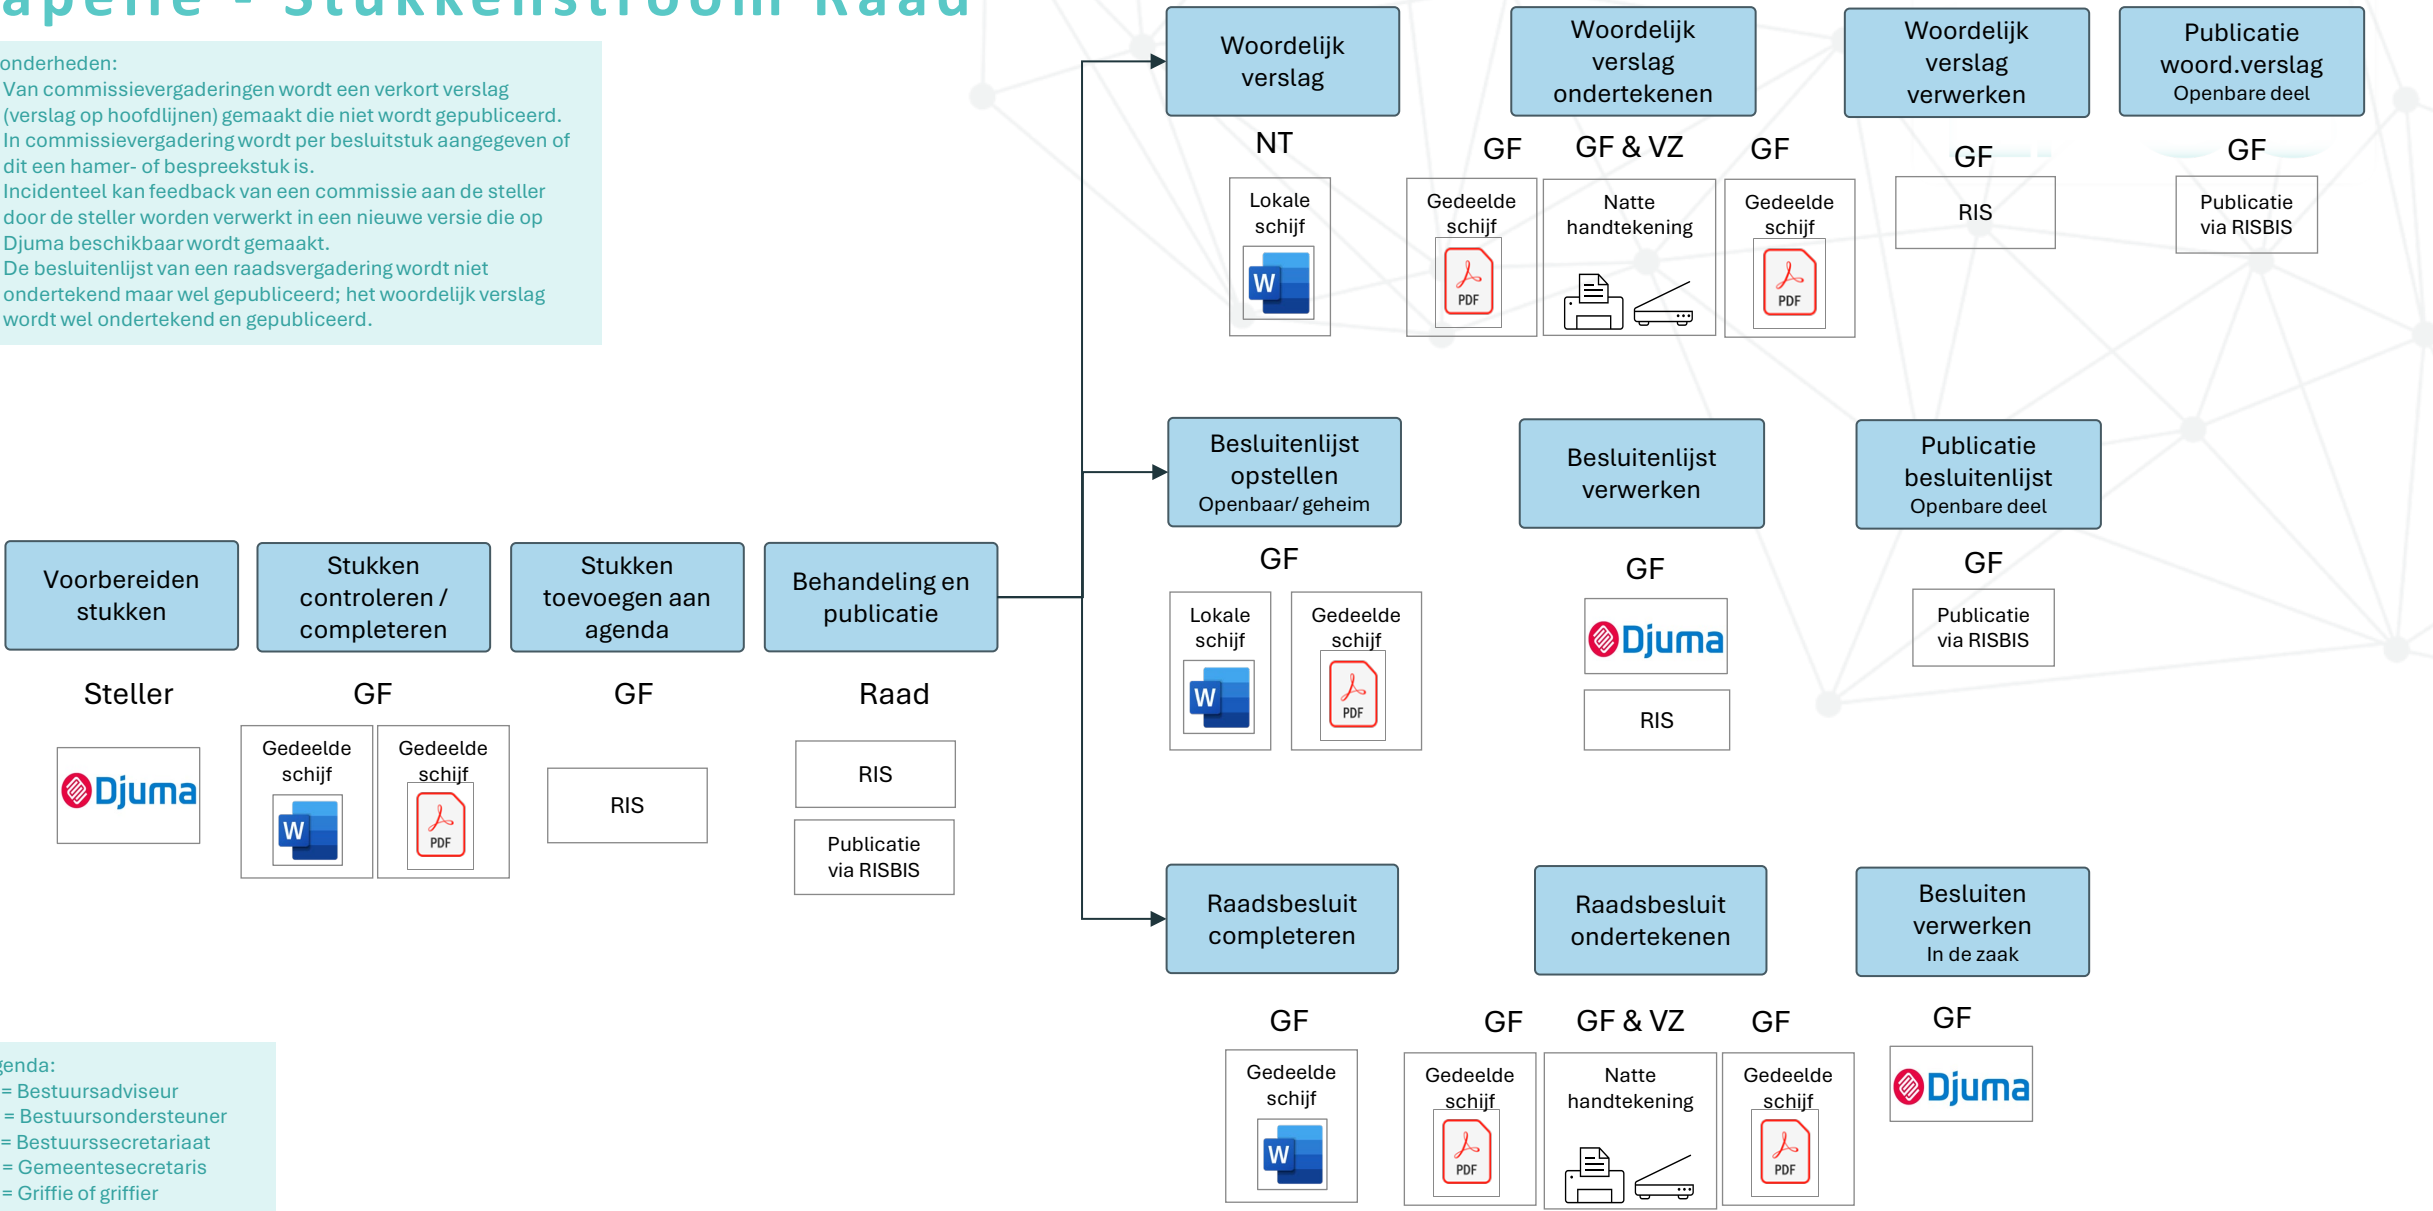 apelle - Stukkenstroom Raad
onderheden:
Van commissievergaderingen wordt een verkort verslag
(verslag op hoofdlijnen) gemaakt die niet wordt gepubliceerd.
In commissievergadering wordt per besluitstuk aangegeven of
dit een hamer- of bespreekstuk is.
Incidenteel kan feedback van een commissie aan de steller
door de steller worden verwerkt in een nieuwe versie die op
Djuma beschikbaar wordt gemaakt.
De besluitenlijst van een raadsvergadering wordt niet
ondertekend maar wel gepubliceerd; het woordelijk verslag
wordt wel ondertekend en gepubliceerd.
Woordelijk
verslag
NT
Lokale
schijf
W
Woordelijk
verslag
ondertekenen
GF
Gedeelde
schijf
PDF
GF & VZ
Natte
handtekening
GF
Gedeelde
schijf
PDF
Woordelijk
verslag
verwerken
GF
RIS
Publicatie
woord.verslag
Openbare deel
GF
Publicatie
via RISBIS
Besluitenlijst
opstellen
Openbaar/ geheim
GF
Lokale
schijf
W
Gedeelde
schijf
PDF
Besluitenlijst
verwerken
GF
Djuma
RIS
Publicatie
besluitenlijst
Openbare deel
GF
Publicatie
via RISBIS
Voorbereiden
stukken
Steller
Djuma
Stukken
controleren /
completeren
GF
Gedeelde
schijf
W
Gedeelde
schijf
PDF
Stukken
toevoegen aan
agenda
GF
RIS
Behandeling en
publicatie
Raad
RIS
Publicatie
via RISBIS
Raadsbesluit
completeren
GF
Gedeelde
schijf
W
Raadsbesluit
ondertekenen
GF
Gedeelde
schijf
PDF
GF & VZ
Natte
handtekening
GF
Gedeelde
schijf
PDF
Besluiten
verwerken
In de zaak
GF
Djuma
genda:
= Bestuursadviseur
= Bestuursondersteuner
= Bestuurssecretariaat
= Gemeentesecretaris
= Griffie of griffier